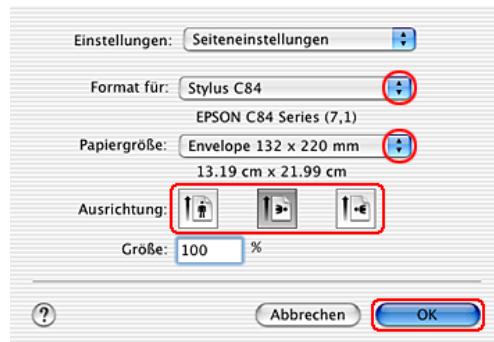 Einstellungen: Seiteneinstellungen
Format für: Stylus C84
EPSON C84 Series (7,1)
Papiergröße: Envelope 132 x 220 mm
13.19 cm x 21.99 cm
Ausrichtung:
Größe: 100 %
? Abbrechen OK